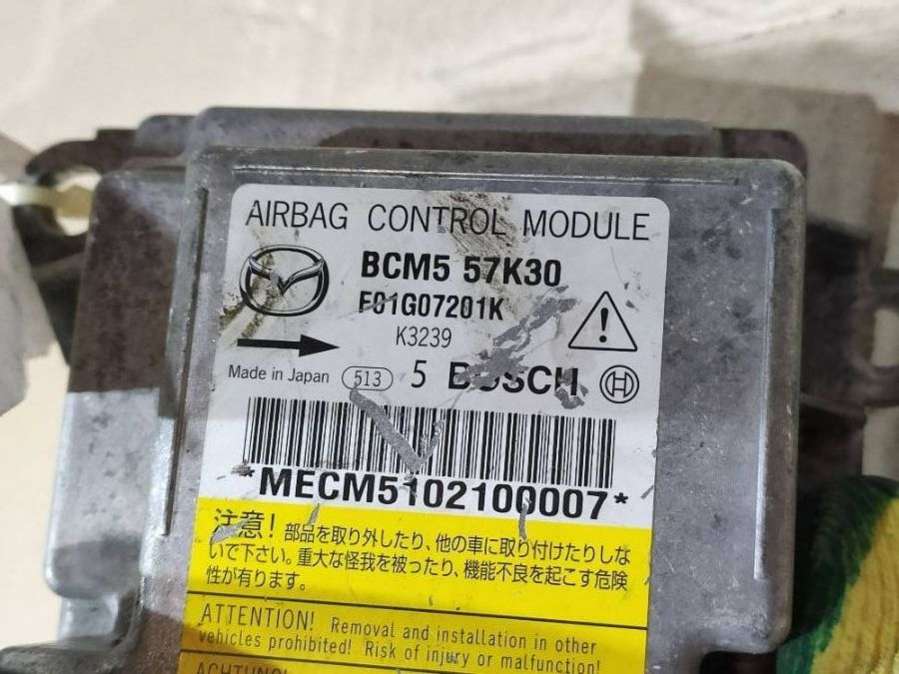 AIRBAG CONTROL MODULE
BCM5 57K30
F01G07201K
K3239
Made in Japan 513 5 BOSCH
*MECM5102100007*
注意! 部品を取り外したり、他の車に取り付けたりしな
いで下さい。重大な怪我を被ったり、機能不良を起こす危険
性が有ります。
ATTENTION! Removal and installation in other
vehicles prohibited! Risk of injury or malfunction!
ACHTUNG!